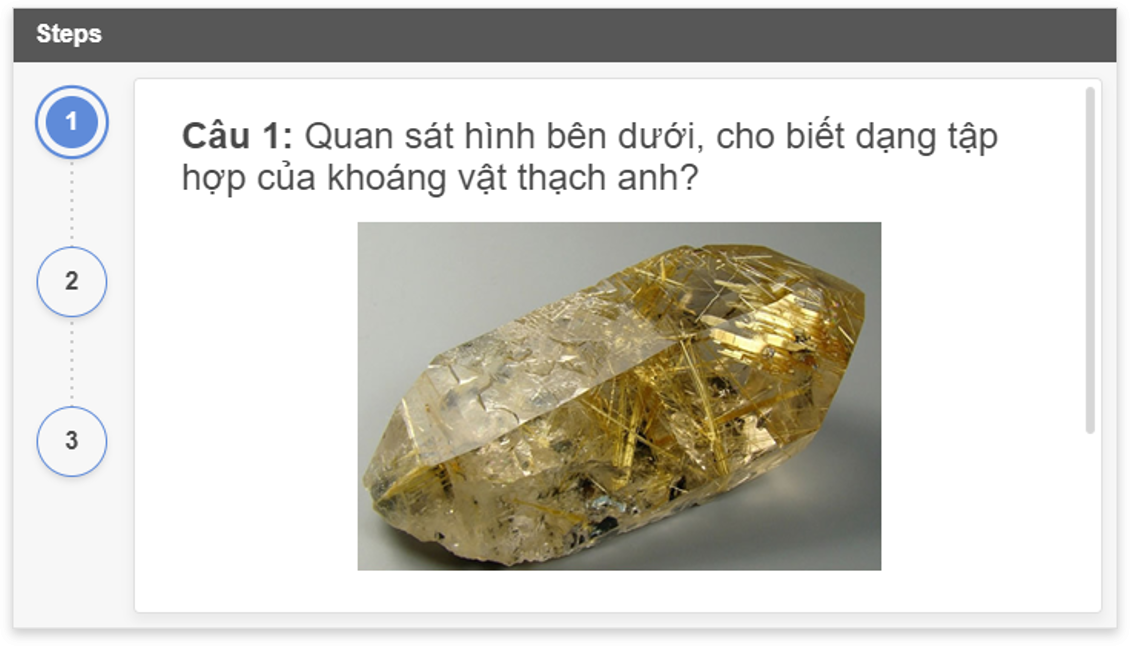 Steps
1
Câu 1: Quan sát hình bên dưới, cho biết dạng tập
hợp của khoáng vật thạch anh?
2
3